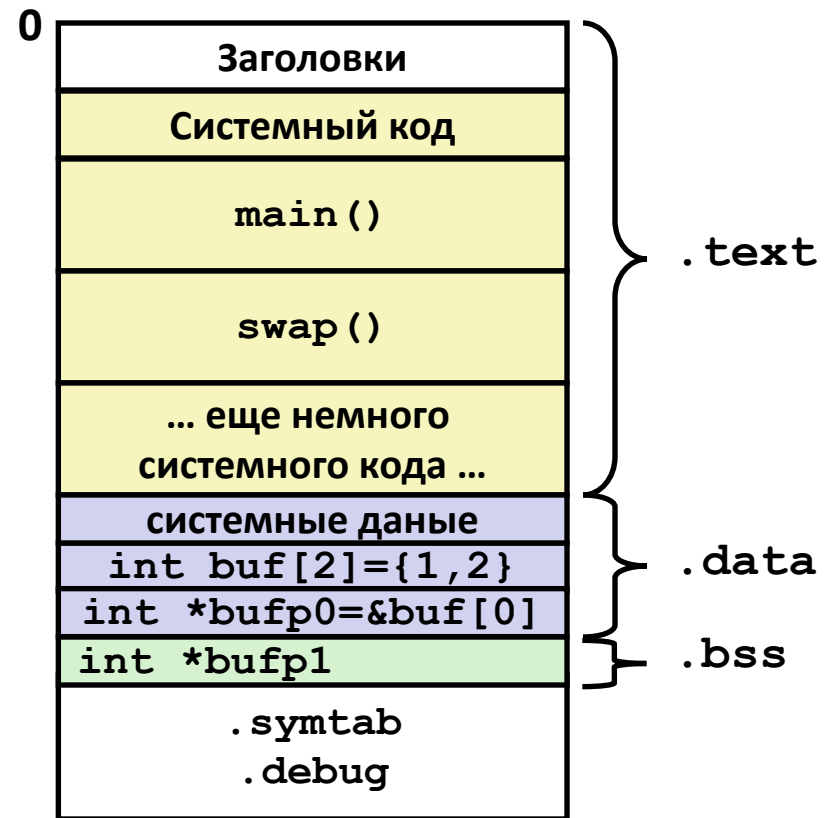 0
Заголовки
Системный код
main()
swap()
… еще немного
системного кода …
.text
системные даные
int buf[2]={1,2}
int *bufp0=&buf[0]
.data
int *bufp1
.bss
.symtab
.debug